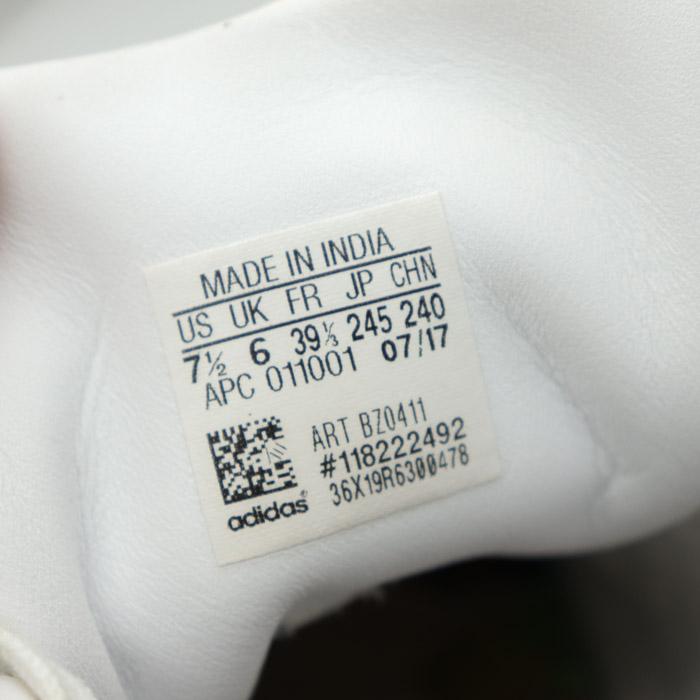 MADE IN INDIA
US UK FR JP CHN
7½ 6 39⅓ 245 240
APC 011001 07/17
ART BZ0411
#118222492
36X19R6300478
adidas®